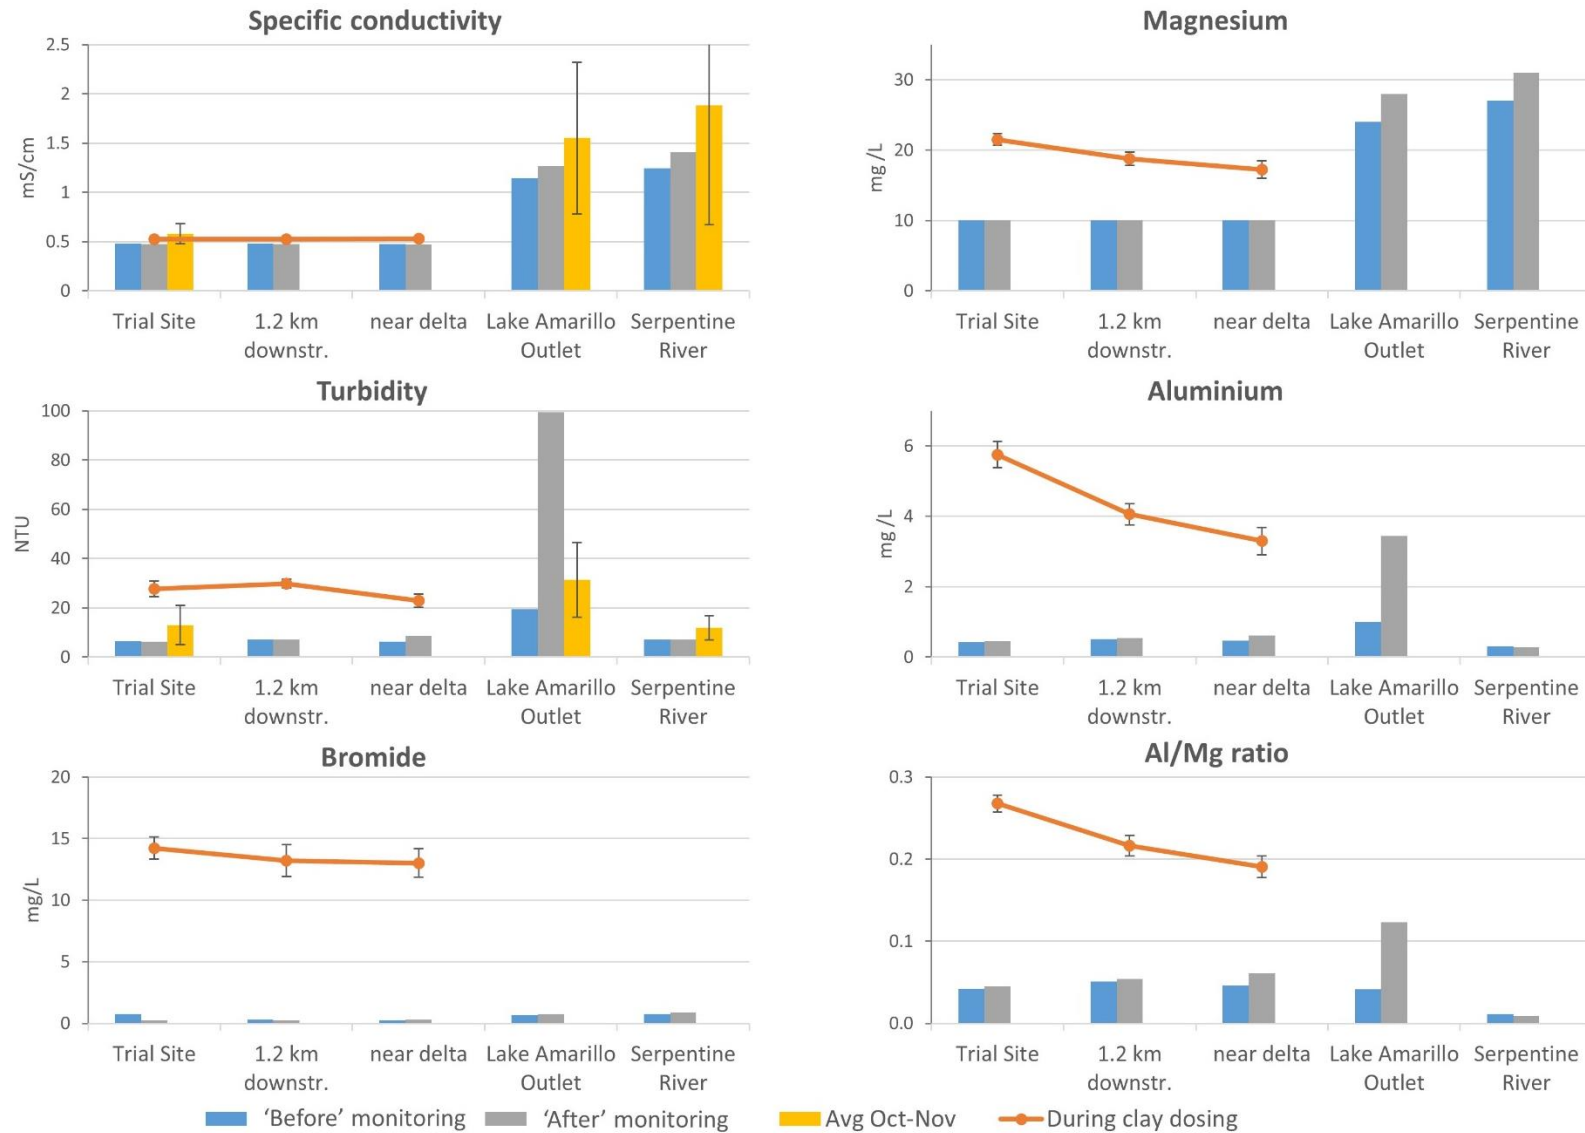 Specific conductivity
2.5
2
1.5
1
0.5
0
mS/cm
Trial Site
1.2 km
downstr.
near delta
Lake Amarillo
Outlet
Serpentine
River
Magnesium
30
20
10
0
mg/L
Trial Site
1.2 km
downstr.
near delta
Lake Amarillo
Outlet
Serpentine
River
Turbidity
100
80
60
40
20
0
NTU
Trial Site
1.2 km
downstr.
near delta
Lake Amarillo
Outlet
Serpentine
River
Aluminium
6
4
2
0
mg/L
Trial Site
1.2 km
downstr.
near delta
Lake Amarillo
Outlet
Serpentine
River
Bromide
20
15
10
5
0
mg/L
Trial Site
1.2 km
downstr.
near delta
Lake Amarillo
Outlet
Serpentine
River
Al/Mg ratio
0.3
0.2
0.1
0.0
Trial Site
1.2 km
downstr.
near delta
Lake Amarillo
Outlet
Serpentine
River
‘Before’ monitoring
‘After’ monitoring
Avg Oct-Nov
During clay dosing